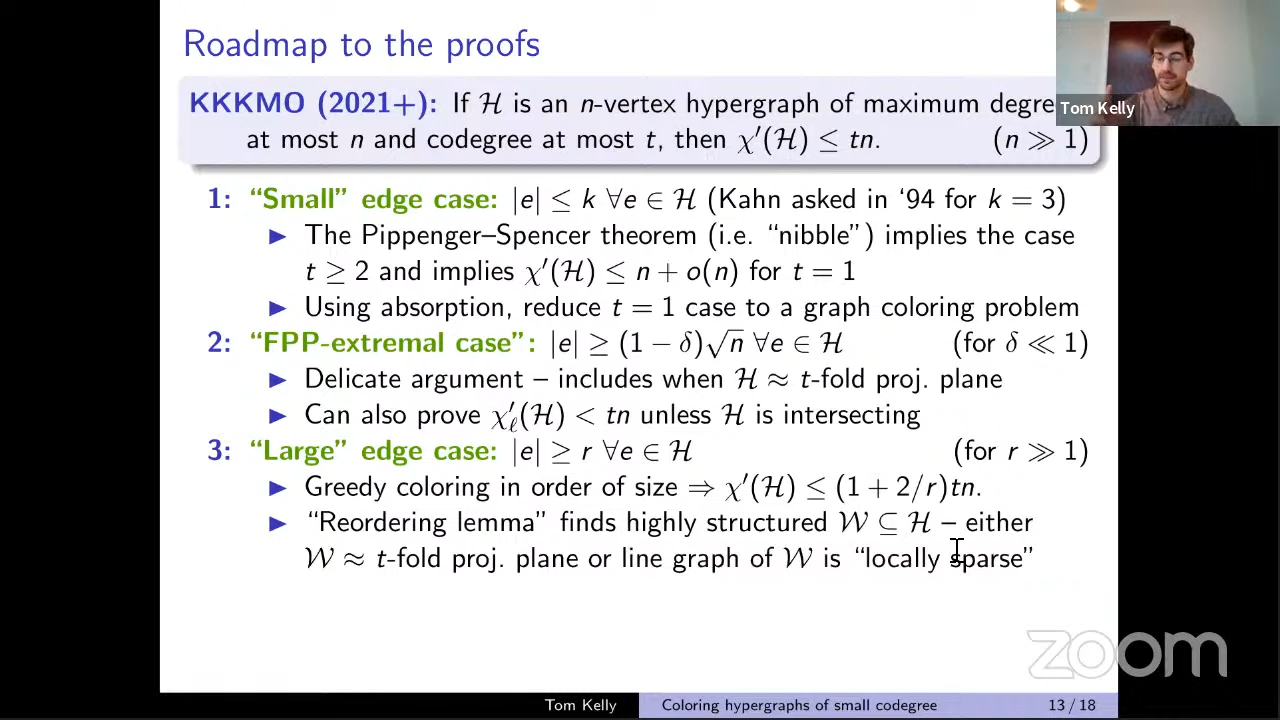 Roadmap to the proofs
KKKMO (2021+): If ℋ is an n-vertex hypergraph of maximum degre
Tom Kelly
at most n and codegree at most t, then χ′(ℋ) ≤ tn. (n ≫ 1)
1: “Small” edge case: |e| ≤ k ∀e ∈ ℋ (Kahn asked in ‘94 for k = 3)
▶ The Pippenger–Spencer theorem (i.e. “nibble”) implies the case
t ≥ 2 and implies χ′(ℋ) ≤ n + o(n) for t = 1
▶ Using absorption, reduce t = 1 case to a graph coloring problem
2: “FPP-extremal case”: |e| ≥ (1 − δ)√n ∀e ∈ ℋ (for δ ≪ 1)
▶ Delicate argument – includes when ℋ ≈ t-fold proj. plane
▶ Can also prove χ′ℓ(ℋ) < tn unless ℋ is intersecting
3: “Large” edge case: |e| ≥ r ∀e ∈ ℋ (for r ≫ 1)
▶ Greedy coloring in order of size ⇒ χ′(ℋ) ≤ (1 + 2/r)tn.
▶ “Reordering lemma” finds highly structured 𝒲 ⊆ ℋ – either
𝒲 ≈ t-fold proj. plane or line graph of 𝒲 is “locally sparse”
zoom
Tom Kelly Coloring hypergraphs of small codegree 13 / 18